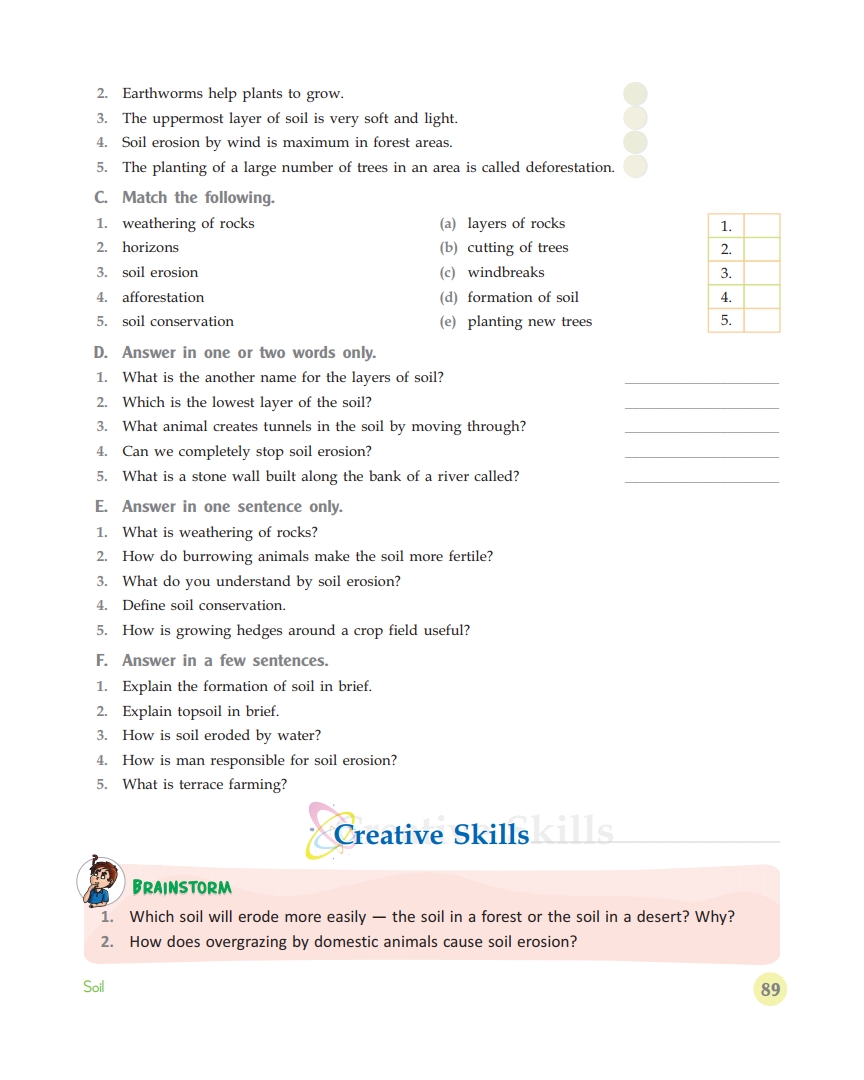 2. Earthworms help plants to grow.
3. The uppermost layer of soil is very soft and light.
4. Soil erosion by wind is maximum in forest areas.
5. The planting of a large number of trees in an area is called deforestation.
C. Match the following.
1. weathering of rocks (a) layers of rocks 1.
2. horizons (b) cutting of trees 2.
3. soil erosion (c) windbreaks 3.
4. afforestation (d) formation of soil 4.
5. soil conservation (e) planting new trees 5.
D. Answer in one or two words only.
1. What is the another name for the layers of soil?
2. Which is the lowest layer of the soil?
3. What animal creates tunnels in the soil by moving through?
4. Can we completely stop soil erosion?
5. What is a stone wall built along the bank of a river called?
E. Answer in one sentence only.
1. What is weathering of rocks?
2. How do burrowing animals make the soil more fertile?
3. What do you understand by soil erosion?
4. Define soil conservation.
5. How is growing hedges around a crop field useful?
F. Answer in a few sentences.
1. Explain the formation of soil in brief.
2. Explain topsoil in brief.
3. How is soil eroded by water?
4. How is man responsible for soil erosion?
5. What is terrace farming?
Creative Skills
BRAINSTORM
1. Which soil will erode more easily — the soil in a forest or the soil in a desert? Why?
2. How does overgrazing by domestic animals cause soil erosion?
Soil 89